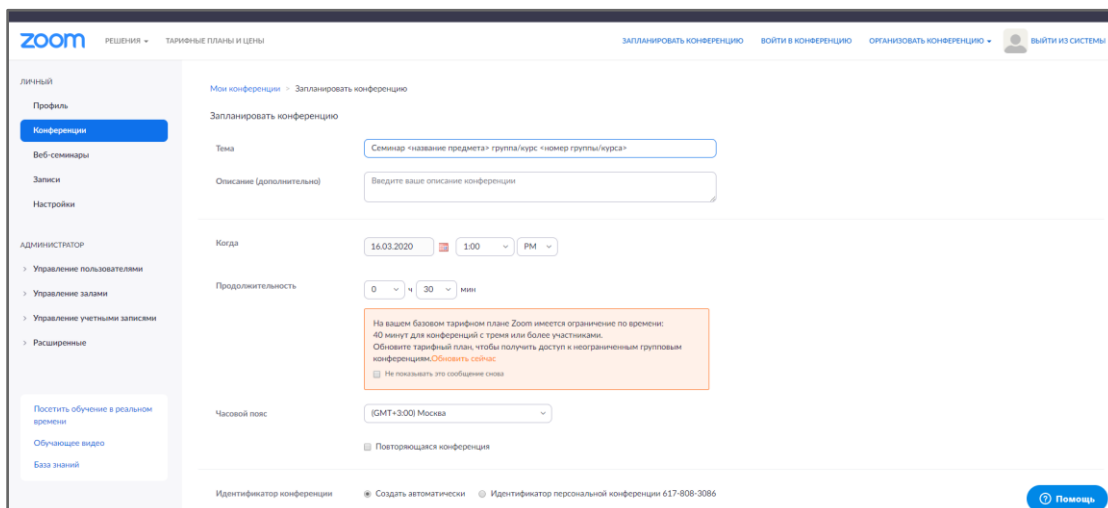 zoom РЕШЕНИЯ ТАРИФНЫЕ ПЛАНЫ И ЦЕНЫ ЗАПЛАНИРОВАТЬ КОНФЕРЕНЦИЮ ВОЙТИ В КОНФЕРЕНЦИЮ ОРГАНИЗОВАТЬ КОНФЕРЕНЦИЮ ВЫЙТИ ИЗ СИСТЕМЫ
ЛИЧНЫЙ
Профиль
Конференции
Веб-семинары
Записи
Настройки
АДМИНИСТРАТОР
> Управление пользователями
> Управление залами
> Управление учетными записями
> Расширенные
Посетить обучение в реальном
времени
Обучающее видео
База знаний
Мои конференции > Запланировать конференцию
Запланировать конференцию
Тема Семинар <название предмета> группа/курс <номер группы/курса>
Описание (дополнительно) Введите ваше описание конференции
Когда 16.03.2020 1:00 PM
Продолжительность 0 ч 30 мин
На вашем базовом тарифном плане Zoom имеется ограничение по времени:
40 минут для конференций с тремя или более участниками.
Обновите тарифный план, чтобы получить доступ к неограниченным групповым
конференциям.Обновить сейчас
Не показывать это сообщение снова
Часовой пояс (GMT+3:00) Москва
Повторяющаяся конференция
Идентификатор конференции Создать автоматически Идентификатор персональной конференции 617-808-3086
Помощь